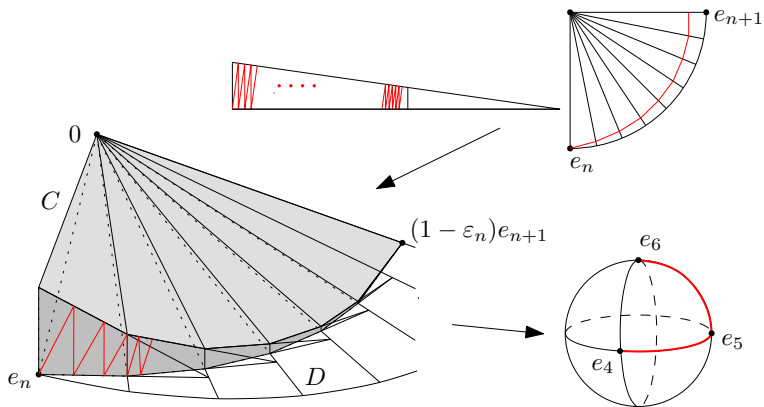 e_{n+1}
e_n
0
C
(1 − ε_n)e_{n+1}
e_6
e_5
e_4
e_n
D